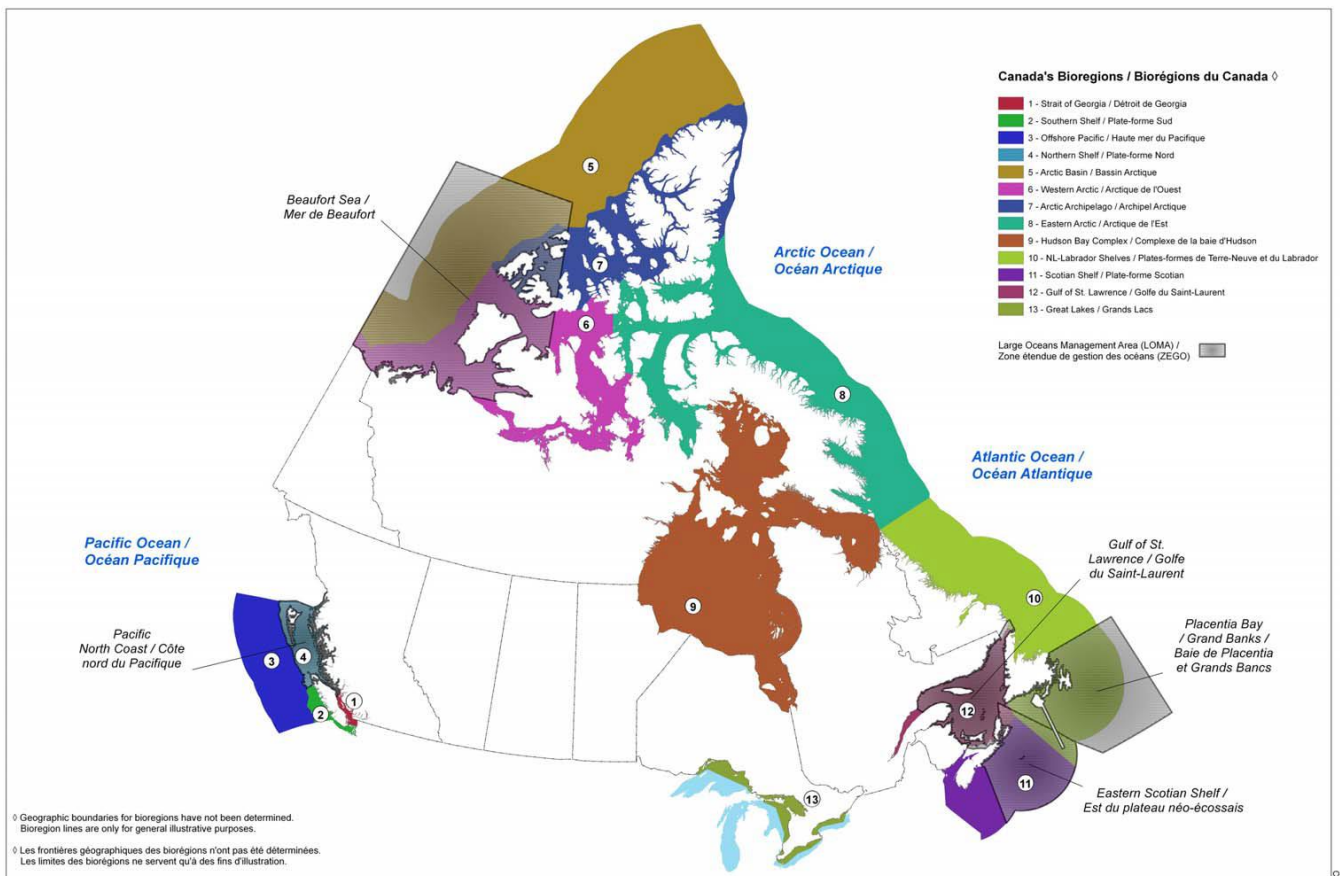 Canada's Bioregions / Biorégions du Canada ◊
1 - Strait of Georgia / Détroit de Georgia
2 - Southern Shelf / Plate-forme Sud
3 - Offshore Pacific / Haute mer du Pacifique
4 - Northern Shelf / Plate-forme Nord
5 - Arctic Basin / Bassin Arctique
6 - Western Arctic / Arctique de l'Ouest
7 - Arctic Archipelago / Archipel Arctique
8 - Eastern Arctic / Arctique de l'Est
9 - Hudson Bay Complex / Complexe de la baie d'Hudson
10 - NL-Labrador Shelves / Plates-formes de Terre-Neuve et du Labrador
11 - Scotian Shelf / Plate-forme Scotian
12 - Gulf of St. Lawrence / Golfe du Saint-Laurent
13 - Great Lakes / Grands Lacs
Large Oceans Management Area (LOMA) /
Zone étendue de gestion des océans (ZEGO)
5
Beaufort Sea /
Mer de Beaufort
Arctic Ocean /
Océan Arctique
7
6
8
Atlantic Ocean /
Océan Atlantique
Pacific Ocean /
Océan Pacifique
Gulf of St.
Lawrence / Golfe
du Saint-Laurent
9
10
Pacific
North Coast / Côte
nord du Pacifique
3
4
1
2
Placentia Bay
/ Grand Banks /
Baie de Placentia
et Grands Bancs
12
11
13
Eastern Scotian Shelf /
Est du plateau néo-écossais
◊ Geographic boundaries for bioregions have not been determined.
Bioregion lines are only for general illustrative purposes.
◊ Les frontières géographiques des biorégions n'ont pas été déterminées.
Les limites des biorégions ne servent qu'à des fins d'illustration.